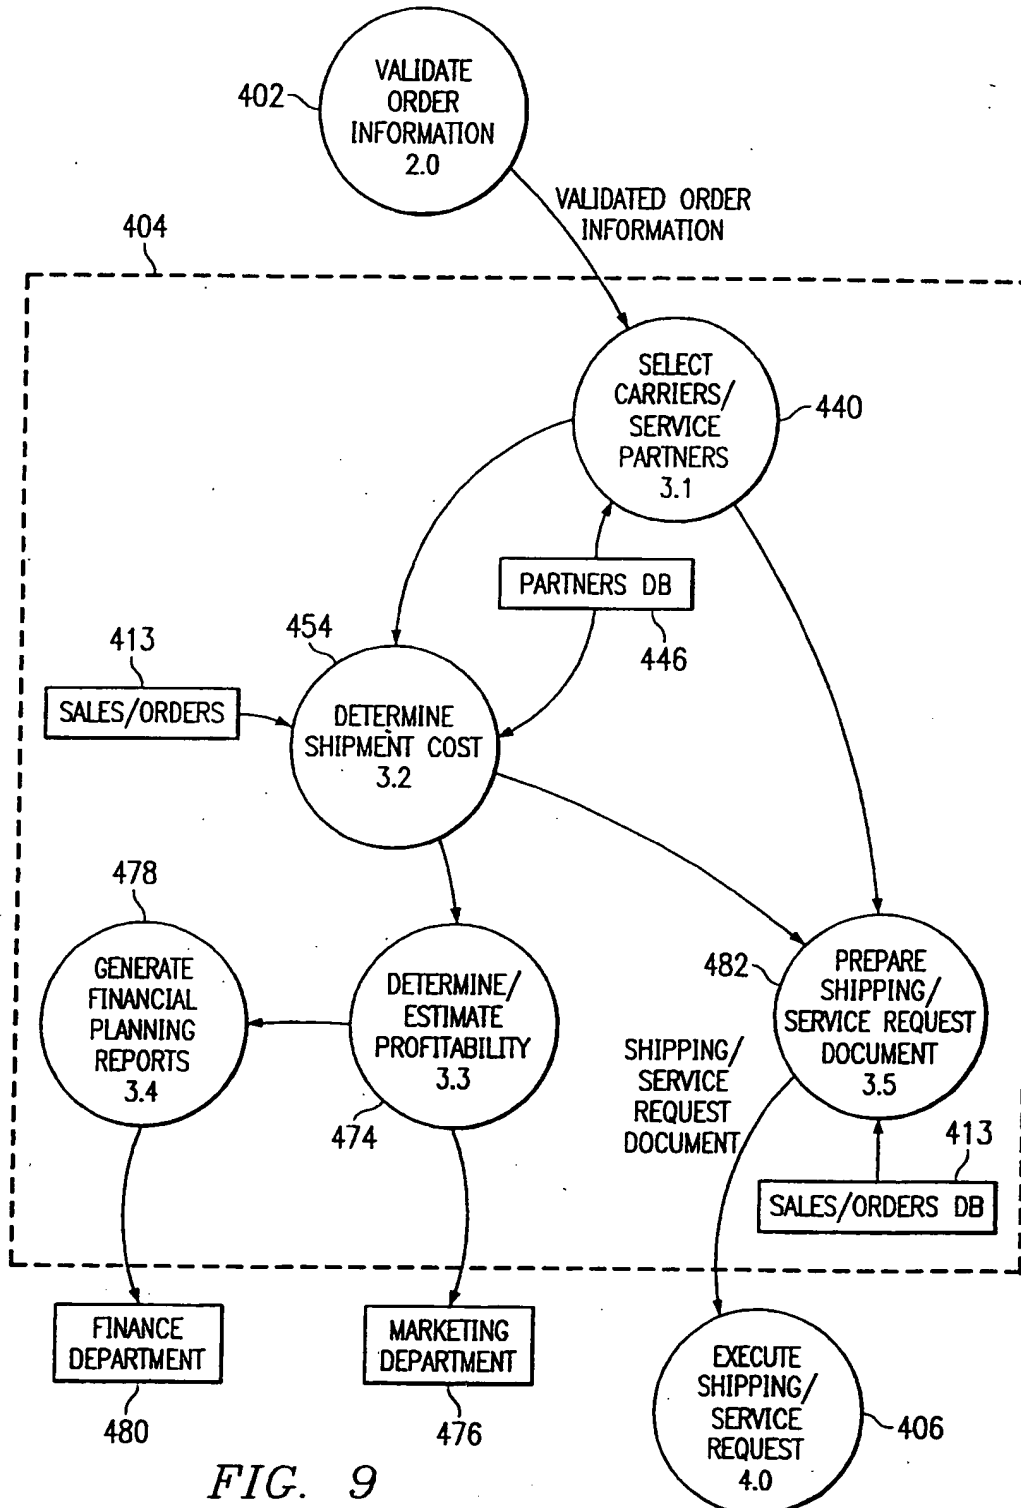 VALIDATE
ORDER
INFORMATION
2.0
402
VALIDATED ORDER
INFORMATION
404
SELECT
CARRIERS/
SERVICE
PARTNERS
3.1
440
PARTNERS DB
446
454
413
SALES/ORDERS
DETERMINE
SHIPMENT COST
3.2
478
GENERATE
FINANCIAL
PLANNING
REPORTS
3.4
DETERMINE/
ESTIMATE
PROFITABILITY
3.3
474
482
PREPARE
SHIPPING/
SERVICE REQUEST
DOCUMENT
3.5
SHIPPING/
SERVICE
REQUEST
DOCUMENT
413
SALES/ORDERS DB
FINANCE
DEPARTMENT
480
MARKETING
DEPARTMENT
476
EXECUTE
SHIPPING/
SERVICE
REQUEST
4.0
406
FIG. 9